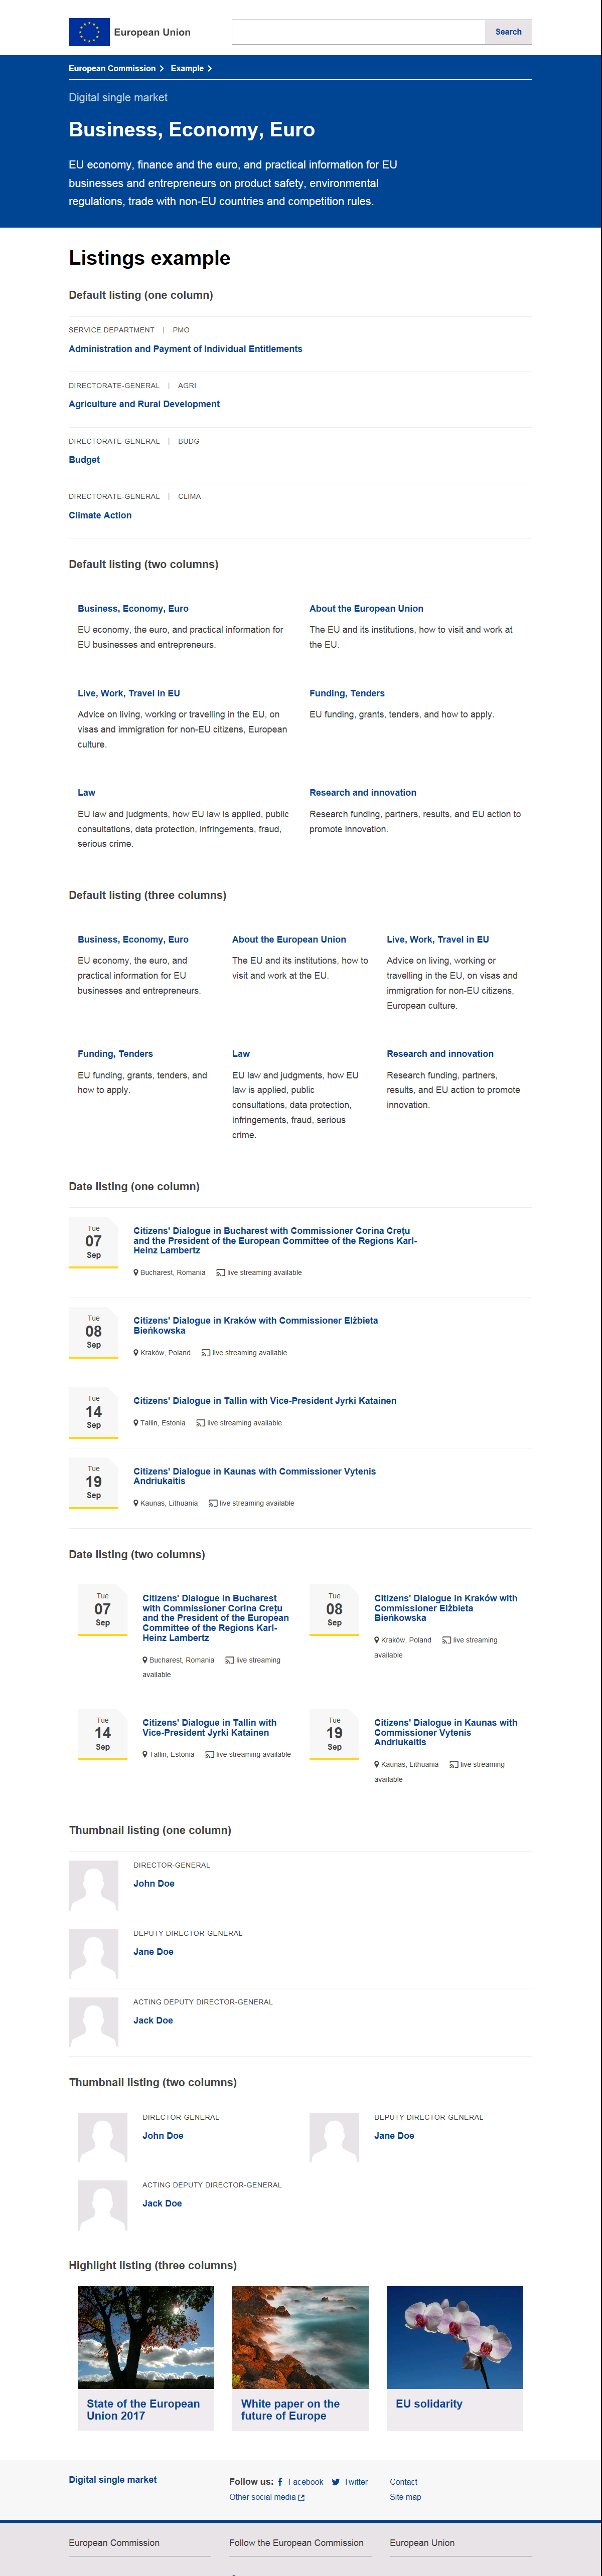 European Union
Search
European Commission
Example
Digital single market
Business, Economy, Euro
EU economy, finance and the euro, and practical information for EU
businesses and entrepreneurs on product safety, environmental
regulations, trade with non-EU countries and competition rules.
Listings example
Default listing (one column)
SERVICE DEPARTMENT | PMO
Administration and Payment of Individual Entitlements
DIRECTORATE-GENERAL | AGRI
Agriculture and Rural Development
DIRECTORATE-GENERAL | BUDG
Budget
DIRECTORATE-GENERAL | CLIMA
Climate Action
Default listing (two columns)
Business, Economy, Euro
EU economy, the euro, and practical information for
EU businesses and entrepreneurs.
About the European Union
The EU and its institutions, how to visit and work at
the EU.
Live, Work, Travel in EU
Advice on living, working or travelling in the EU, on
visas and immigration for non-EU citizens, European
culture.
Funding, Tenders
EU funding, grants, tenders, and how to apply.
Law
EU law and judgments, how EU law is applied, public
consultations, data protection, infringements, fraud,
serious crime.
Research and innovation
Research funding, partners, results, and EU action to
promote innovation.
Default listing (three columns)
Business, Economy, Euro
EU economy, the euro, and
practical information for EU
businesses and entrepreneurs.
About the European Union
The EU and its institutions, how to
visit and work at the EU.
Live, Work, Travel in EU
Advice on living, working or
travelling in the EU, on visas and
immigration for non-EU citizens,
European culture.
Funding, Tenders
EU funding, grants, tenders, and
how to apply.
Law
EU law and judgments, how EU
law is applied, public
consultations, data protection,
infringements, fraud, serious
crime.
Research and innovation
Research funding, partners,
results, and EU action to promote
innovation.
Date listing (one column)
Tue
07
Sep
Citizens' Dialogue in Bucharest with Commissioner Corina Crețu
and the President of the European Committee of the Regions Karl-
Heinz Lambertz
Bucharest, Romania live streaming available
Tue
08
Sep
Citizens' Dialogue in Kraków with Commissioner Elżbieta
Bieńkowska
Kraków, Poland live streaming available
Tue
14
Sep
Citizens' Dialogue in Tallin with Vice-President Jyrki Katainen
Tallin, Estonia live streaming available
Tue
19
Sep
Citizens' Dialogue in Kaunas with Commissioner Vytenis
Andriukaitis
Kaunas, Lithuania live streaming available
Date listing (two columns)
Tue
07
Sep
Citizens' Dialogue in Bucharest
with Commissioner Corina Crețu
and the President of the European
Committee of the Regions Karl-
Heinz Lambertz
Bucharest, Romania live streaming
available
Tue
08
Sep
Citizens' Dialogue in Kraków with
Commissioner Elżbieta
Bieńkowska
Kraków, Poland live streaming
available
Tue
14
Sep
Citizens' Dialogue in Tallin with
Vice-President Jyrki Katainen
Tallin, Estonia live streaming available
Tue
19
Sep
Citizens' Dialogue in Kaunas with
Commissioner Vytenis
Andriukaitis
Kaunas, Lithuania live streaming
available
Thumbnail listing (one column)
DIRECTOR-GENERAL
John Doe
DEPUTY DIRECTOR-GENERAL
Jane Doe
ACTING DEPUTY DIRECTOR-GENERAL
Jack Doe
Thumbnail listing (two columns)
DIRECTOR-GENERAL
John Doe
DEPUTY DIRECTOR-GENERAL
Jane Doe
ACTING DEPUTY DIRECTOR-GENERAL
Jack Doe
Highlight listing (three columns)
State of the European
Union 2017
White paper on the
future of Europe
EU solidarity
Digital single market
Follow us: Facebook Twitter
Other social media
Contact
Site map
European Commission
Follow the European Commission
European Union